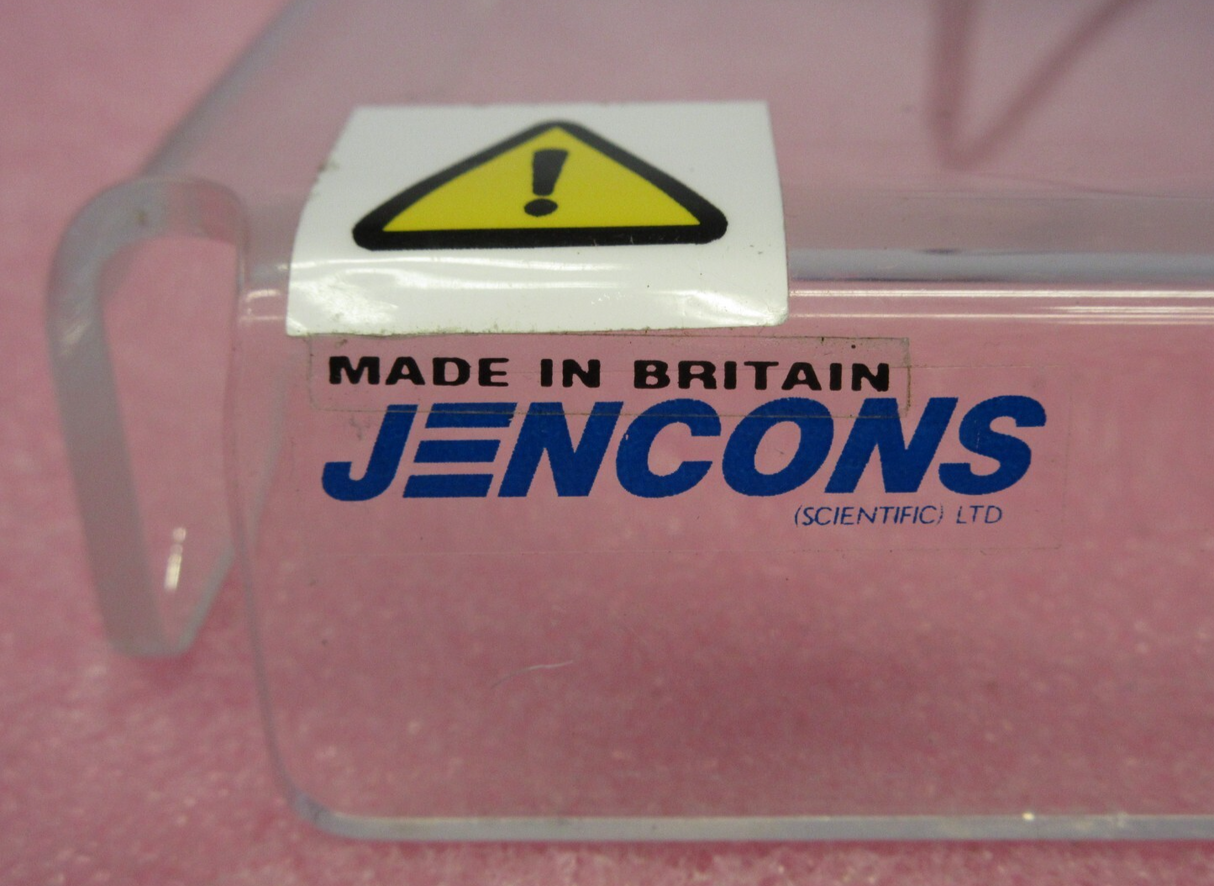 MADE IN BRITAIN
JENCONS
(SCIENTIFIC) LTD